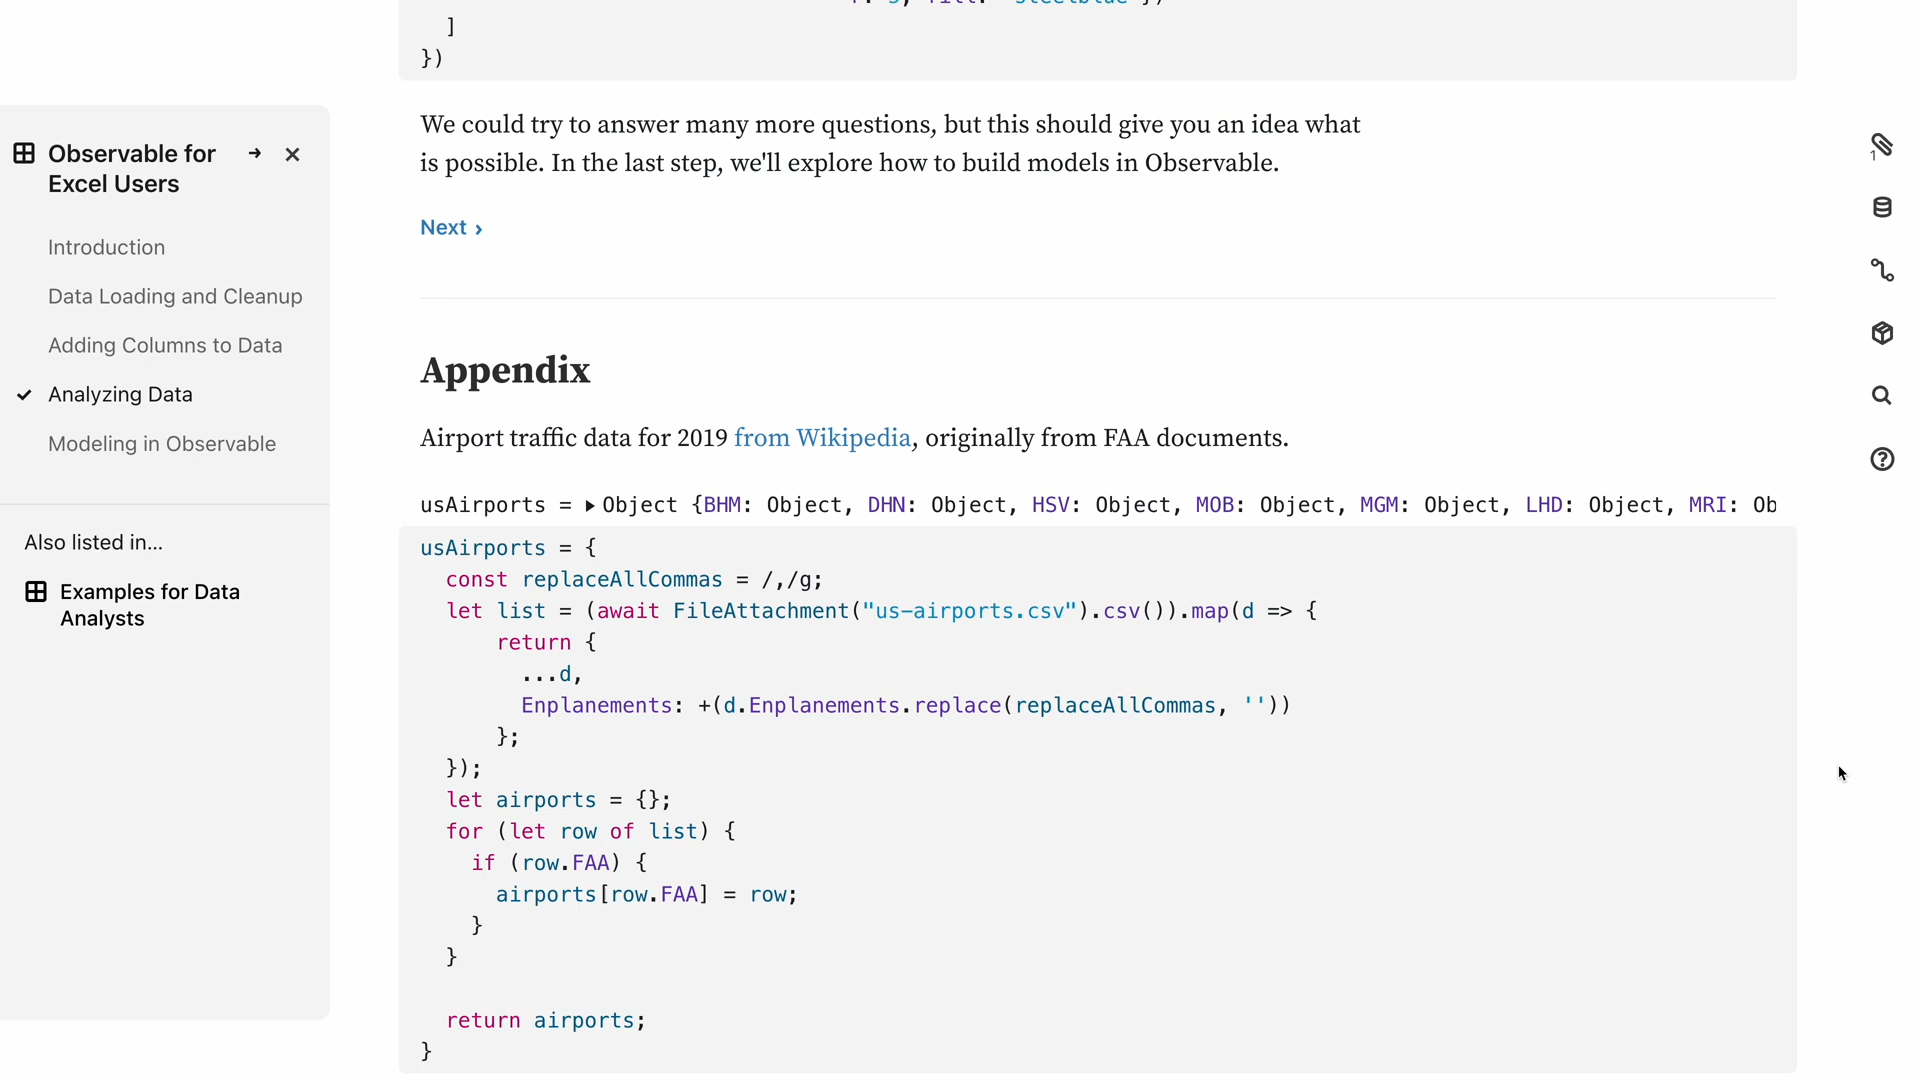 ]
})
We could try to answer many more questions, but this should give you an idea what
is possible. In the last step, we'll explore how to build models in Observable.
Next ›
Observable for
Excel Users
Introduction
Data Loading and Cleanup
Adding Columns to Data
Analyzing Data
Modeling in Observable
Also listed in...
Examples for Data
Analysts
1
Appendix
Airport traffic data for 2019 from Wikipedia, originally from FAA documents.
usAirports = ▸Object {BHM: Object, DHN: Object, HSV: Object, MOB: Object, MGM: Object, LHD: Object, MRI: Ob
usAirports = {
  const replaceAllCommas = /,/g;
  let list = (await FileAttachment("us-airports.csv").csv()).map(d => {
      return {
        ...d,
        Enplanements: +(d.Enplanements.replace(replaceAllCommas, ''))
      };
  });
  let airports = {};
  for (let row of list) {
    if (row.FAA) {
      airports[row.FAA] = row;
    }
  }
  return airports;
}